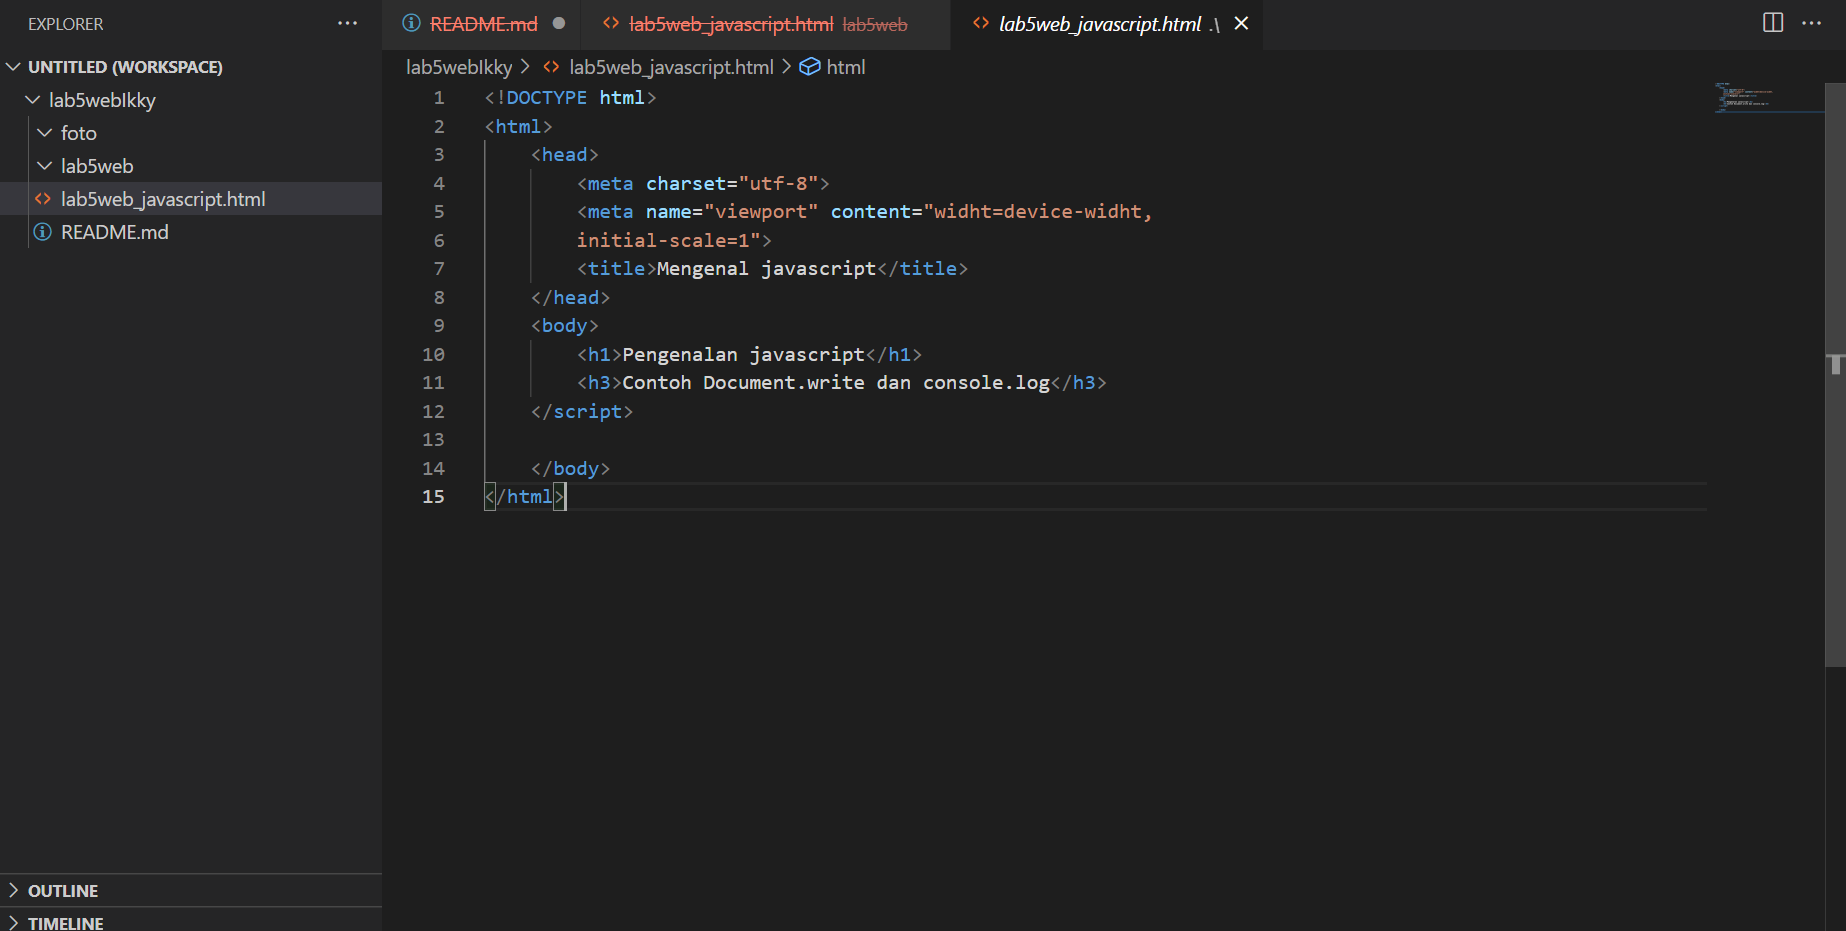 EXPLORER ...
UNTITLED (WORKSPACE)
lab5webIkky
foto
lab5web
lab5web_javascript.html
README.md
OUTLINE
TIMELINE
README.md
lab5web_javascript.html lab5web
lab5web_javascript.html .\
lab5webIkky > lab5web_javascript.html > html
1 <!DOCTYPE html>
2 <html>
3 <head>
4 <meta charset="utf-8">
5 <meta name="viewport" content="widht=device-widht,
6 initial-scale=1">
7 <title>Mengenal javascript</title>
8 </head>
9 <body>
10 <h1>Pengenalan javascript</h1>
11 <h3>Contoh Document.write dan console.log</h3>
12 </script>
13
14 </body>
15 </html>